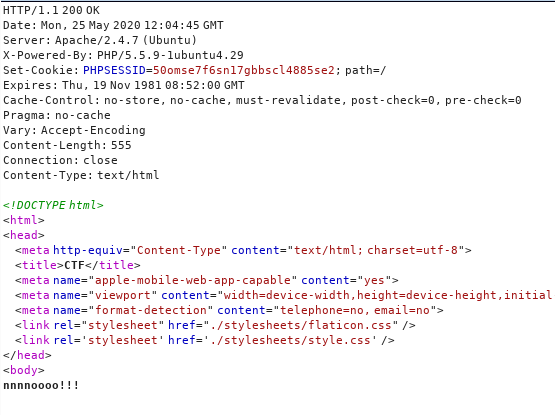 HTTP/1.1 200 OK
Date: Mon, 25 May 2020 12:04:45 GMT
Server: Apache/2.4.7 (Ubuntu)
X-Powered-By: PHP/5.5.9-1ubuntu4.29
Set-Cookie: PHPSESSID=50omse7f6sn17gbbscl4885se2; path=/
Expires: Thu, 19 Nov 1981 08:52:00 GMT
Cache-Control: no-store, no-cache, must-revalidate, post-check=0, pre-check=0
Pragma: no-cache
Vary: Accept-Encoding
Content-Length: 555
Connection: close
Content-Type: text/html
<!DOCTYPE html>
<html>
<head>
<meta http-equiv="Content-Type" content="text/html; charset=utf-8">
<title>CTF</title>
<meta name="apple-mobile-web-app-capable" content="yes">
<meta name="viewport" content="width=device-width,height=device-height,initial
<meta name="format-detection" content="telephone=no, email=no">
<link rel="stylesheet" href="./stylesheets/flaticon.css" />
<link rel='stylesheet' href='./stylesheets/style.css' />
</head>
<body>
nnnnoooo!!!